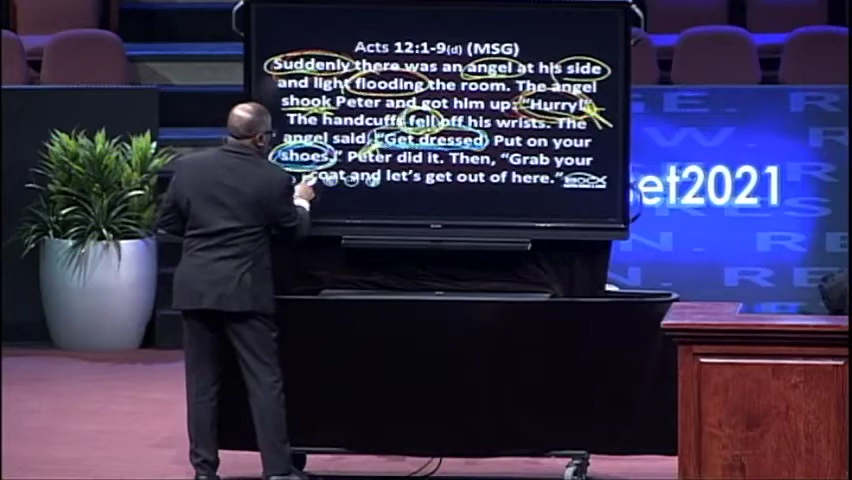 Acts 12:1-9(d) (MSG)
Suddenly there was an angel at his side
and light flooding the room. The angel
shook Peter and got him up: "Hurry!"
The handcuffs fell off his wrists. The
angel said, "Get dressed. Put on your
shoes." Peter did it. Then, "Grab your
coat and let's get out of here."
et2021